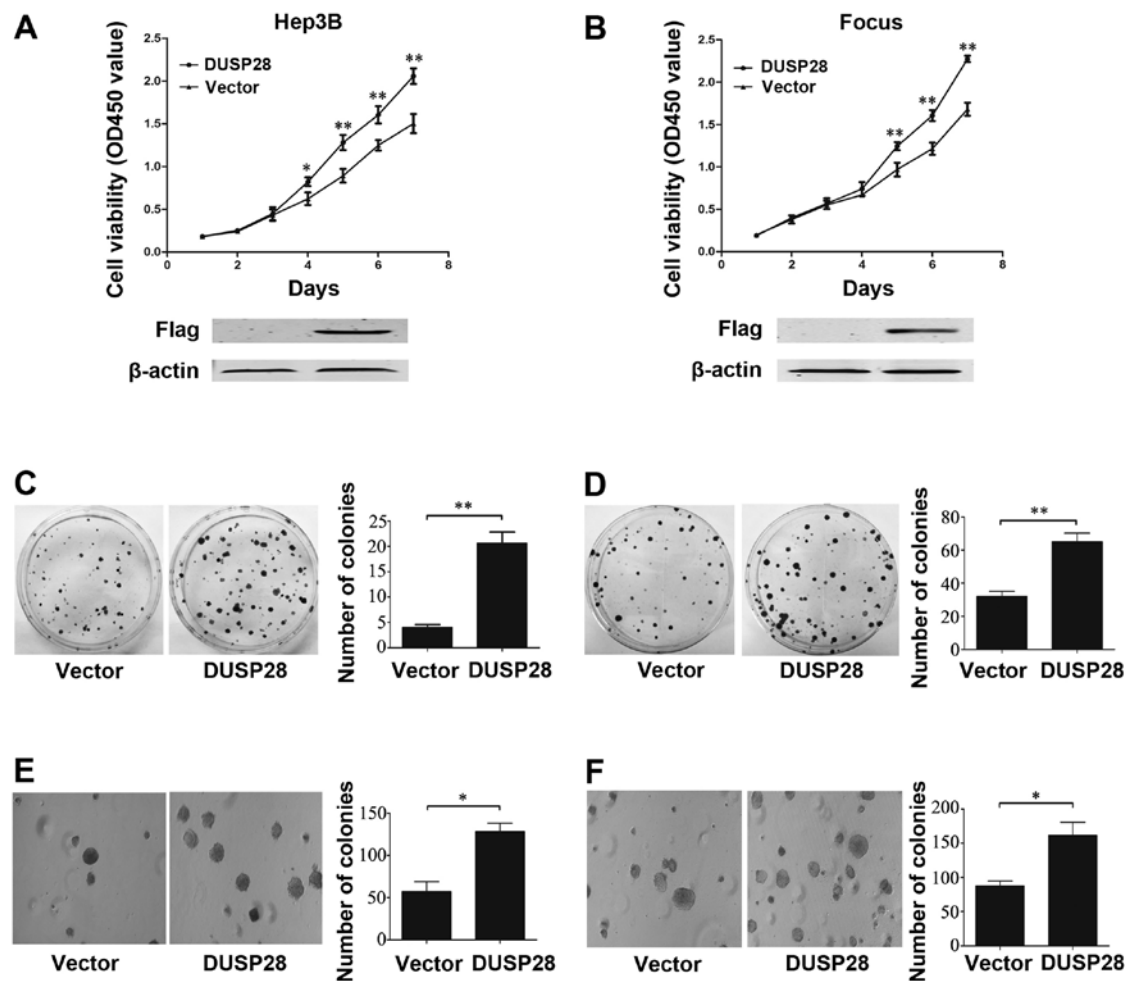 A
Hep3B
Cell viability (OD450 value)
2.5
2.0
1.5
1.0
0.5
0.0
DUSP28
Vector
*
**
**
**
0
2
4
6
8
Days
Flag
β-actin
B
Focus
Cell viability (OD450 value)
2.5
2.0
1.5
1.0
0.5
0.0
DUSP28
Vector
**
**
**
0
2
4
6
8
Days
Flag
β-actin
C
Vector
DUSP28
Number of colonies
25
20
15
10
5
0
**
Vector DUSP28
D
Vector
DUSP28
Number of colonies
80
60
40
20
0
**
Vector DUSP28
E
Vector
DUSP28
Number of colonies
150
100
50
0
*
Vector DUSP28
F
Vector
DUSP28
Number of colonies
200
150
100
50
0
*
Vector DUSP28